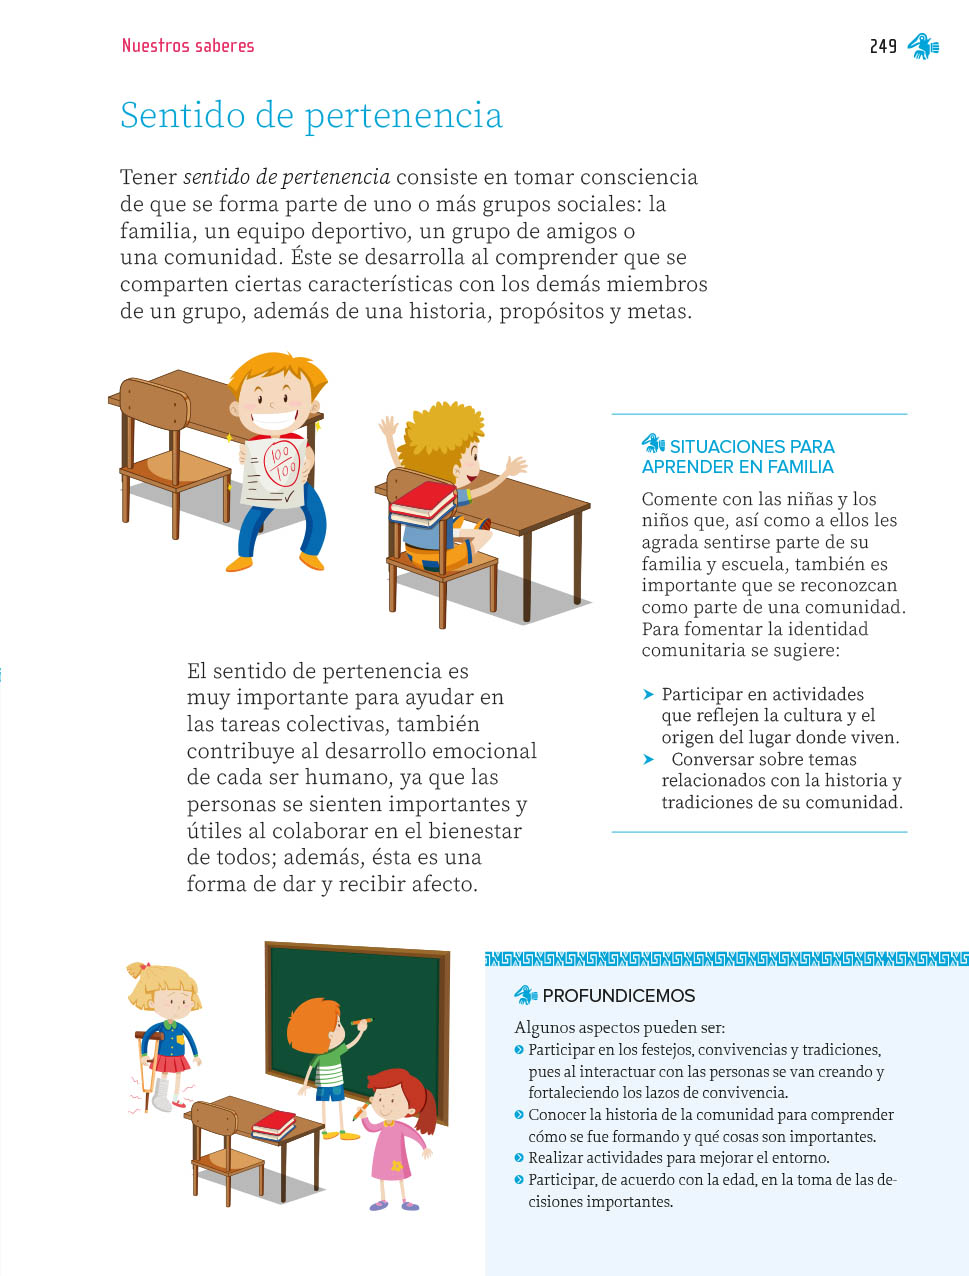 Nuestros saberes
249
Sentido de pertenencia
Tener sentido de pertenencia consiste en tomar consciencia
de que se forma parte de uno o más grupos sociales: la
familia, un equipo deportivo, un grupo de amigos o
una comunidad. Éste se desarrolla al comprender que se
comparten ciertas características con los demás miembros
de un grupo, además de una historia, propósitos y metas.
100
100
SITUACIONES PARA
APRENDER EN FAMILIA
Comente con las niñas y los
niños que, así como a ellos les
agrada sentirse parte de su
familia y escuela, también es
importante que se reconozcan
como parte de una comunidad.
Para fomentar la identidad
comunitaria se sugiere:
➤ Participar en actividades
que reflejen la cultura y el
origen del lugar donde viven.
➤ Conversar sobre temas
relacionados con la historia y
tradiciones de su comunidad.
El sentido de pertenencia es
muy importante para ayudar en
las tareas colectivas, también
contribuye al desarrollo emocional
de cada ser humano, ya que las
personas se sienten importantes y
útiles al colaborar en el bienestar
de todos; además, ésta es una
forma de dar y recibir afecto.
PROFUNDICEMOS
Algunos aspectos pueden ser:
Participar en los festejos, convivencias y tradiciones,
pues al interactuar con las personas se van creando y
fortaleciendo los lazos de convivencia.
Conocer la historia de la comunidad para comprender
cómo se fue formando y qué cosas son importantes.
Realizar actividades para mejorar el entorno.
Participar, de acuerdo con la edad, en la toma de las de-
cisiones importantes.